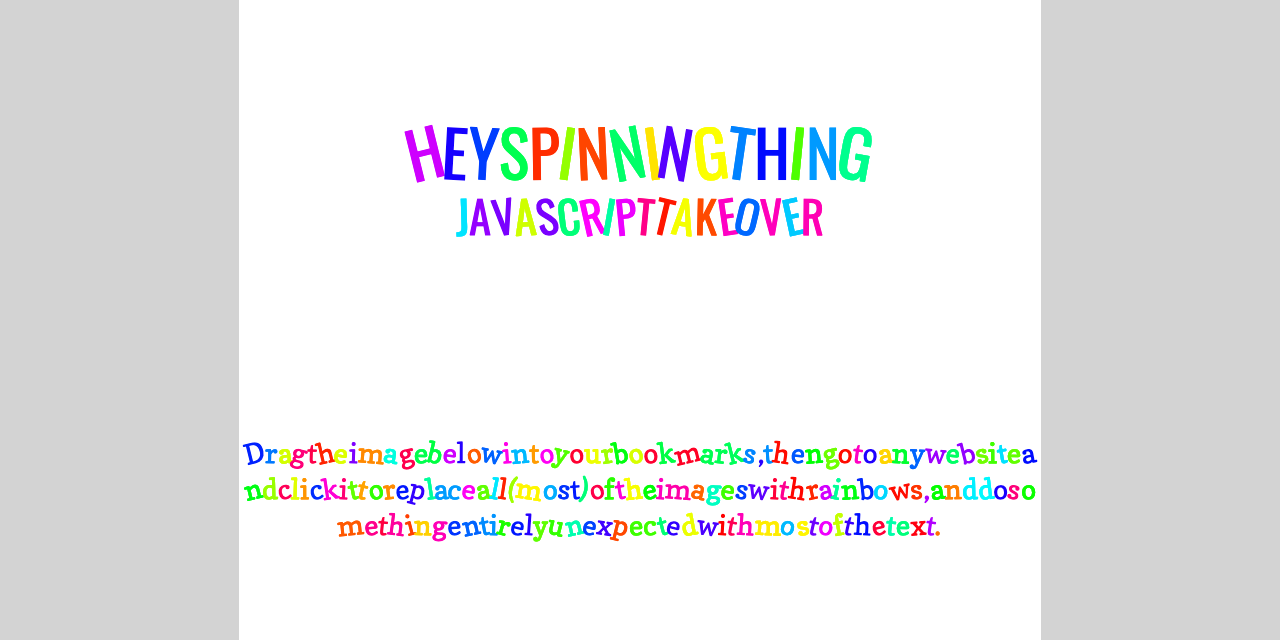 HEYSPINNINGTHING
JAVASCRIPTTAKEOVER
Dragtheimagebelowintoyourbookmarks,thengotoanywebsitea
ndclickittoreplaceall(most)oftheimageswithrainbows,anddoso
methingentirelyunexpectedwithmostofthetext.